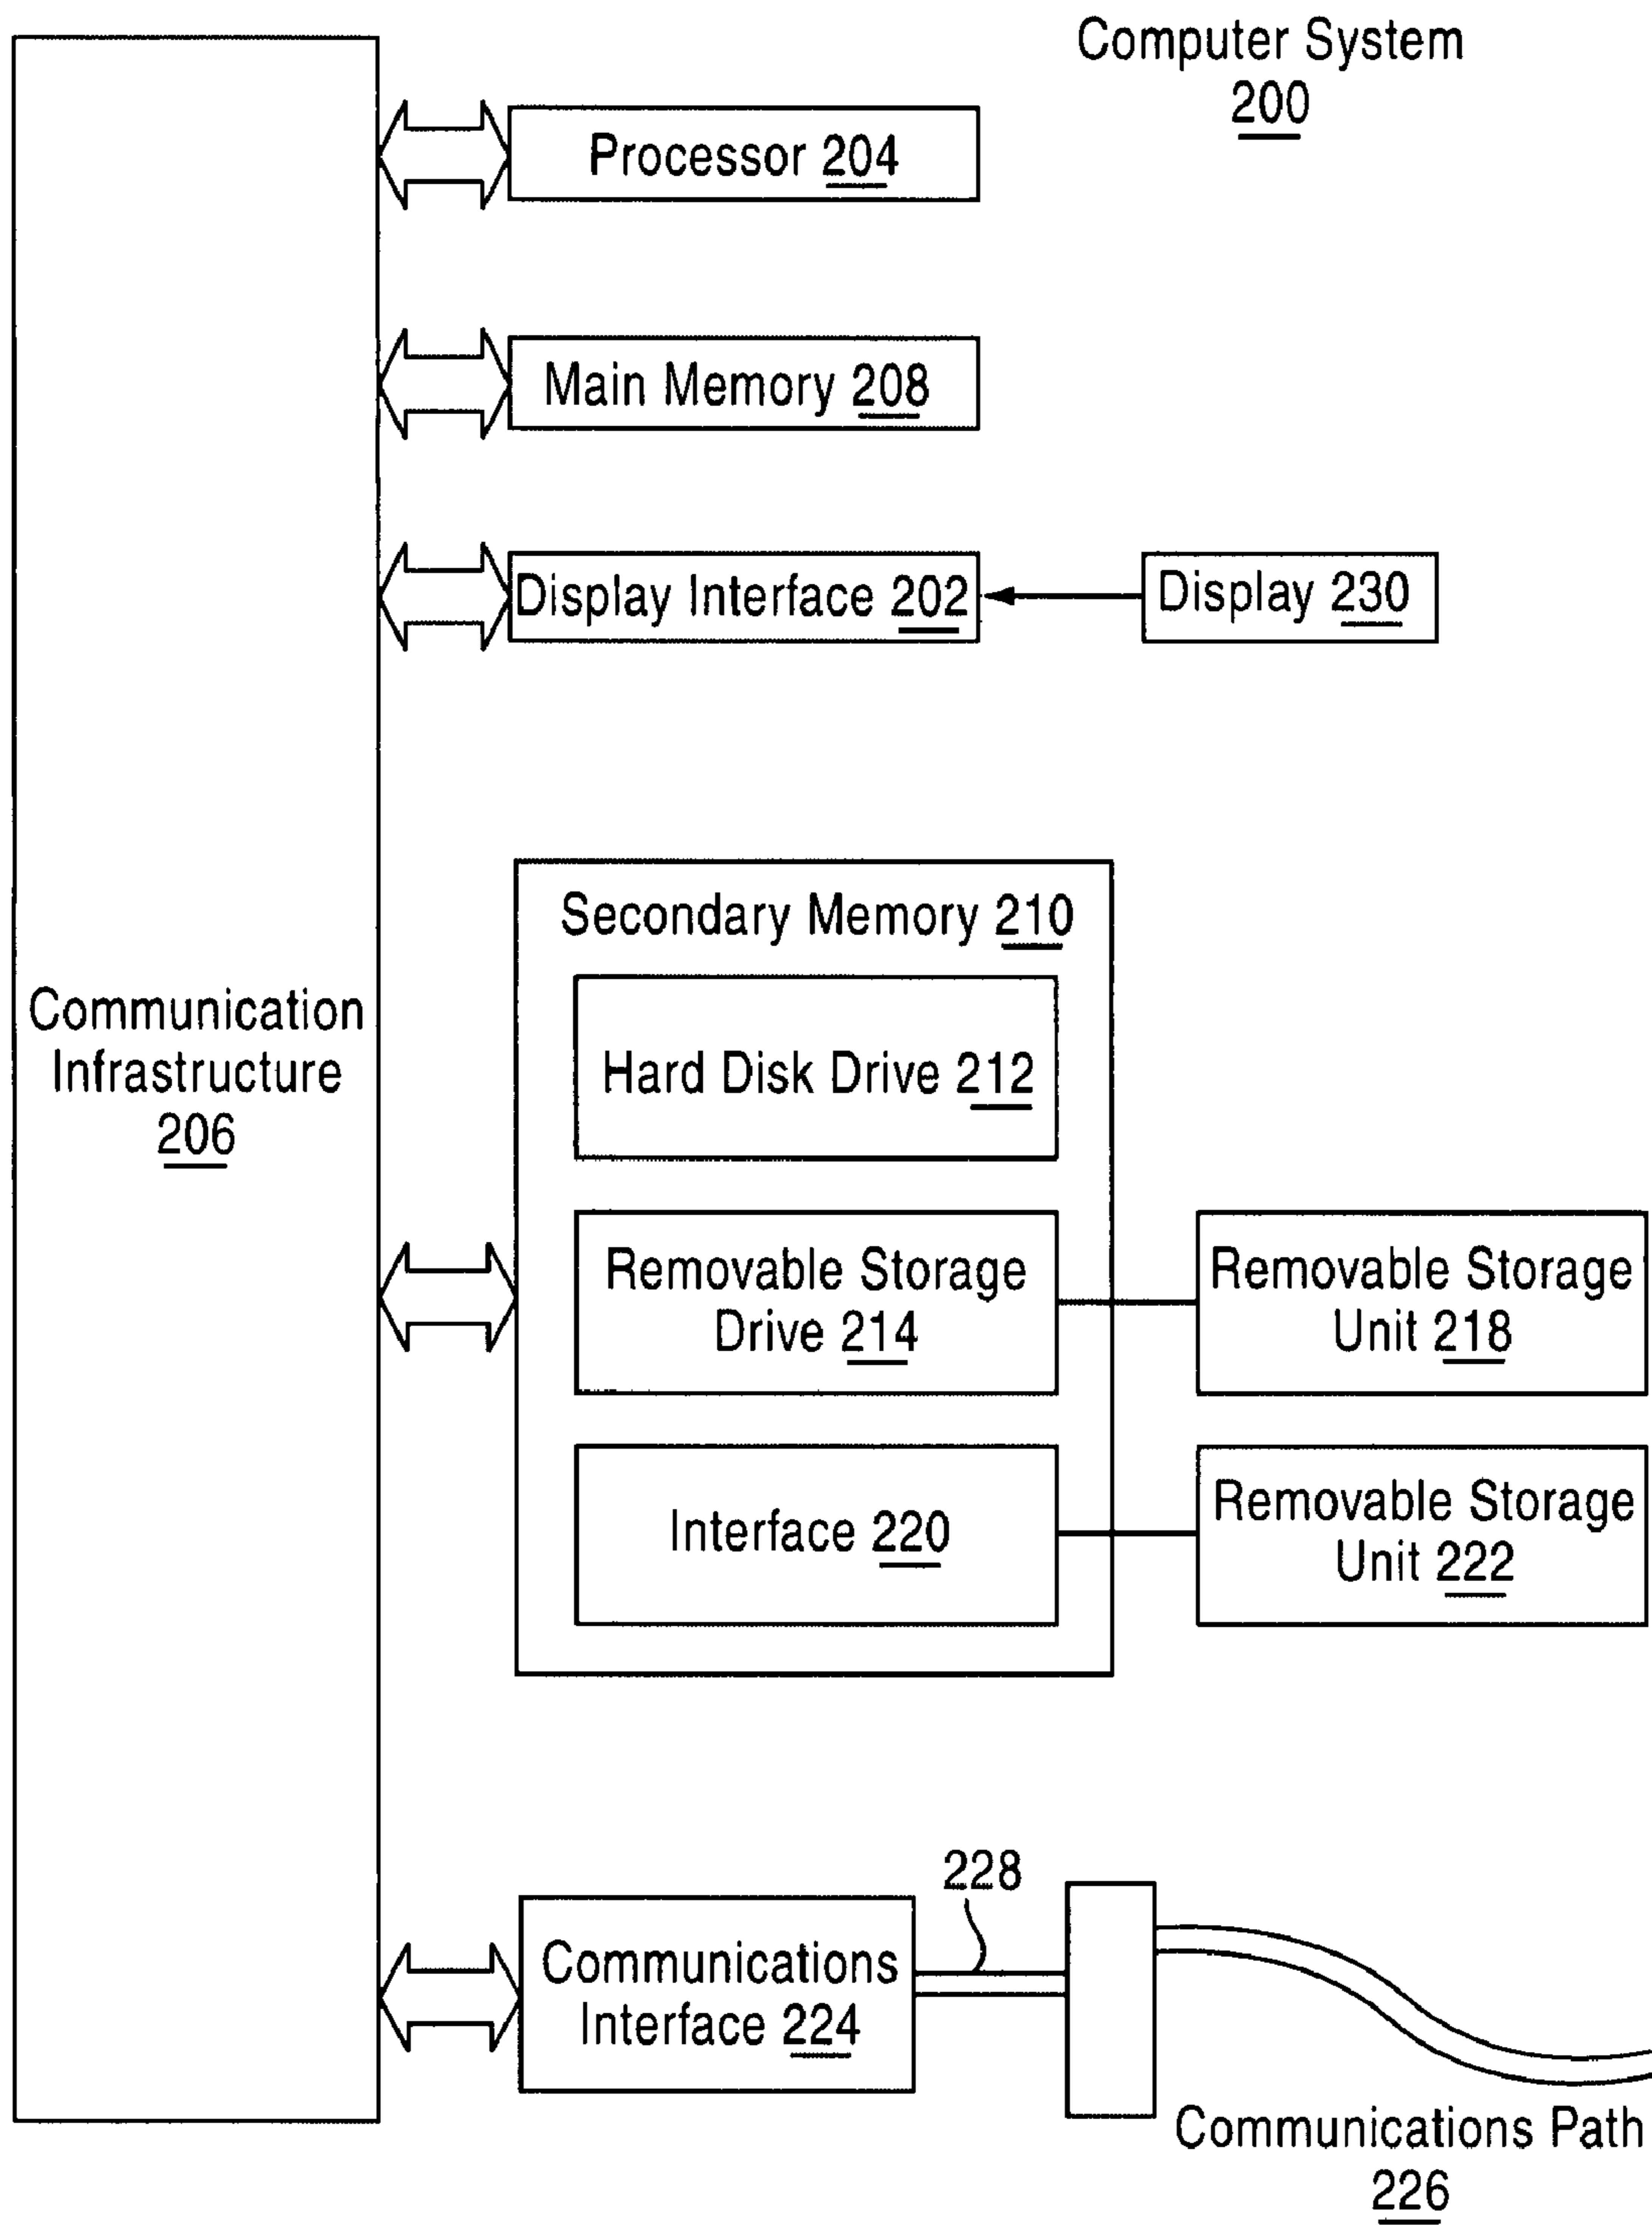 Computer System
200
Processor 204
Main Memory 208
Display Interface 202
Display 230
Secondary Memory 210
Hard Disk Drive 212
Communication
Infrastructure
206
Removable Storage
Drive 214
Removable Storage
Unit 218
Interface 220
Removable Storage
Unit 222
228
Communications
Interface 224
Communications Path
226